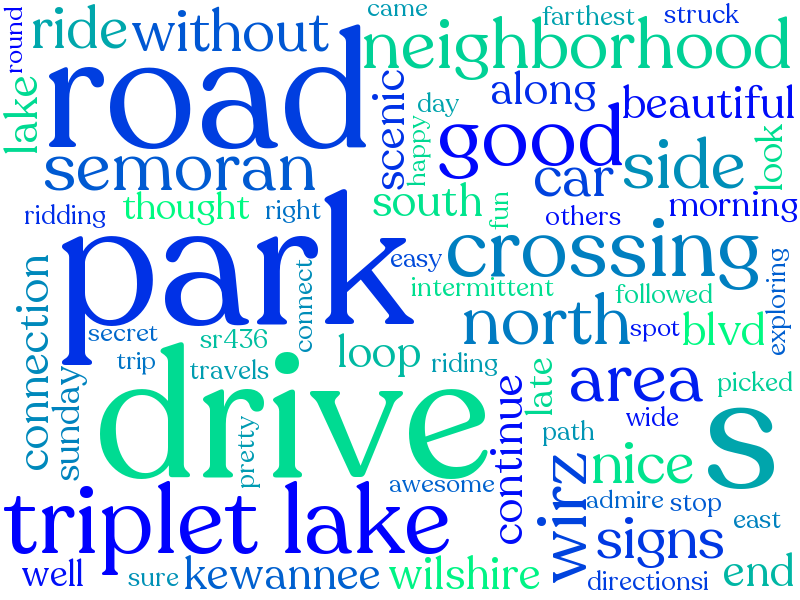 came
farthest
struck
round
ride
without
neighborhood
road
lake
scenic
day
along
beautiful
happy
good
look
semoran
car
side
ridding
thought
right
south
fun
others
morning
park
easy
crossing
intermittent
followed
exploring
connection
connect
secret
sr436
north
spot
blvd
trip
travels
loop
riding
late
area
picked
sunday
drive
pretty
continue
wide
path
s
nice
wirz
awesome
admire
stop
triplet lake
signs
east
well
sure
kewannee
wilshire
directionsi
end